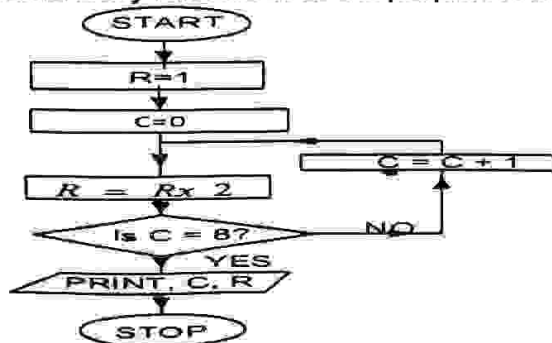 START
R=1
C=0
C = C + 1
R = Rx 2
Is C = 8?
NO
YES
PRINT, C, R
STOP